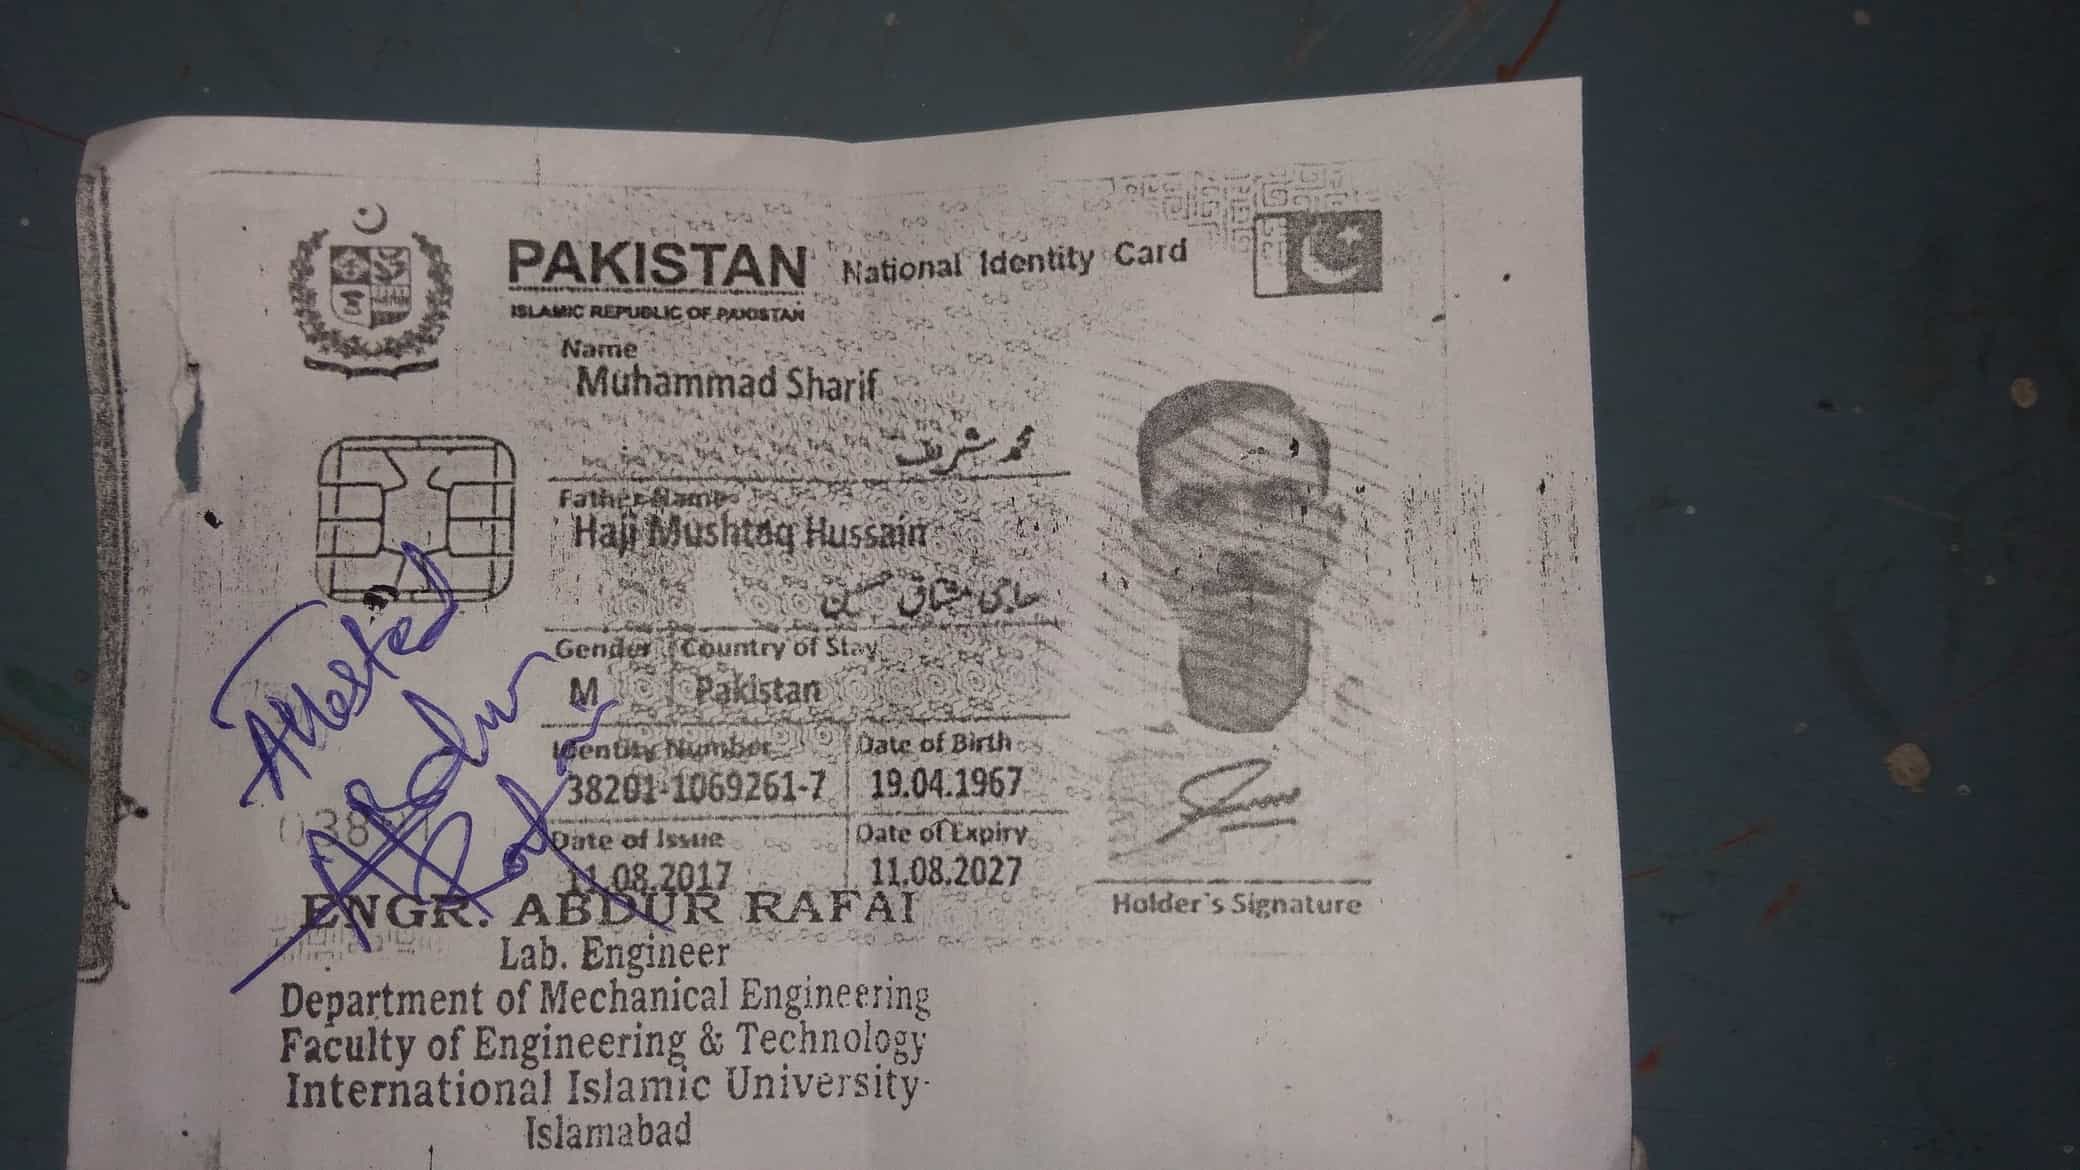 PAKISTAN National Identity Card
ISLAMIC REPUBLIC OF PAKISTAN
Name
Muhammad Sharif
محمد شریف
Father Name
Haji Mushtaq Hussain
حاجی مشتاق حسین
Gender Country of Stay
M Pakistan
Identity Number Date of Birth
38201-1069261-7 19.04.1967
Date of Issue Date of Expiry
11.08.2017 11.08.2027
Holder's Signature
Attested
Abdur
ENGR. ABDUR RAFAI
Lab. Engineer
Department of Mechanical Engineering
Faculty of Engineering & Technology
International Islamic University
Islamabad